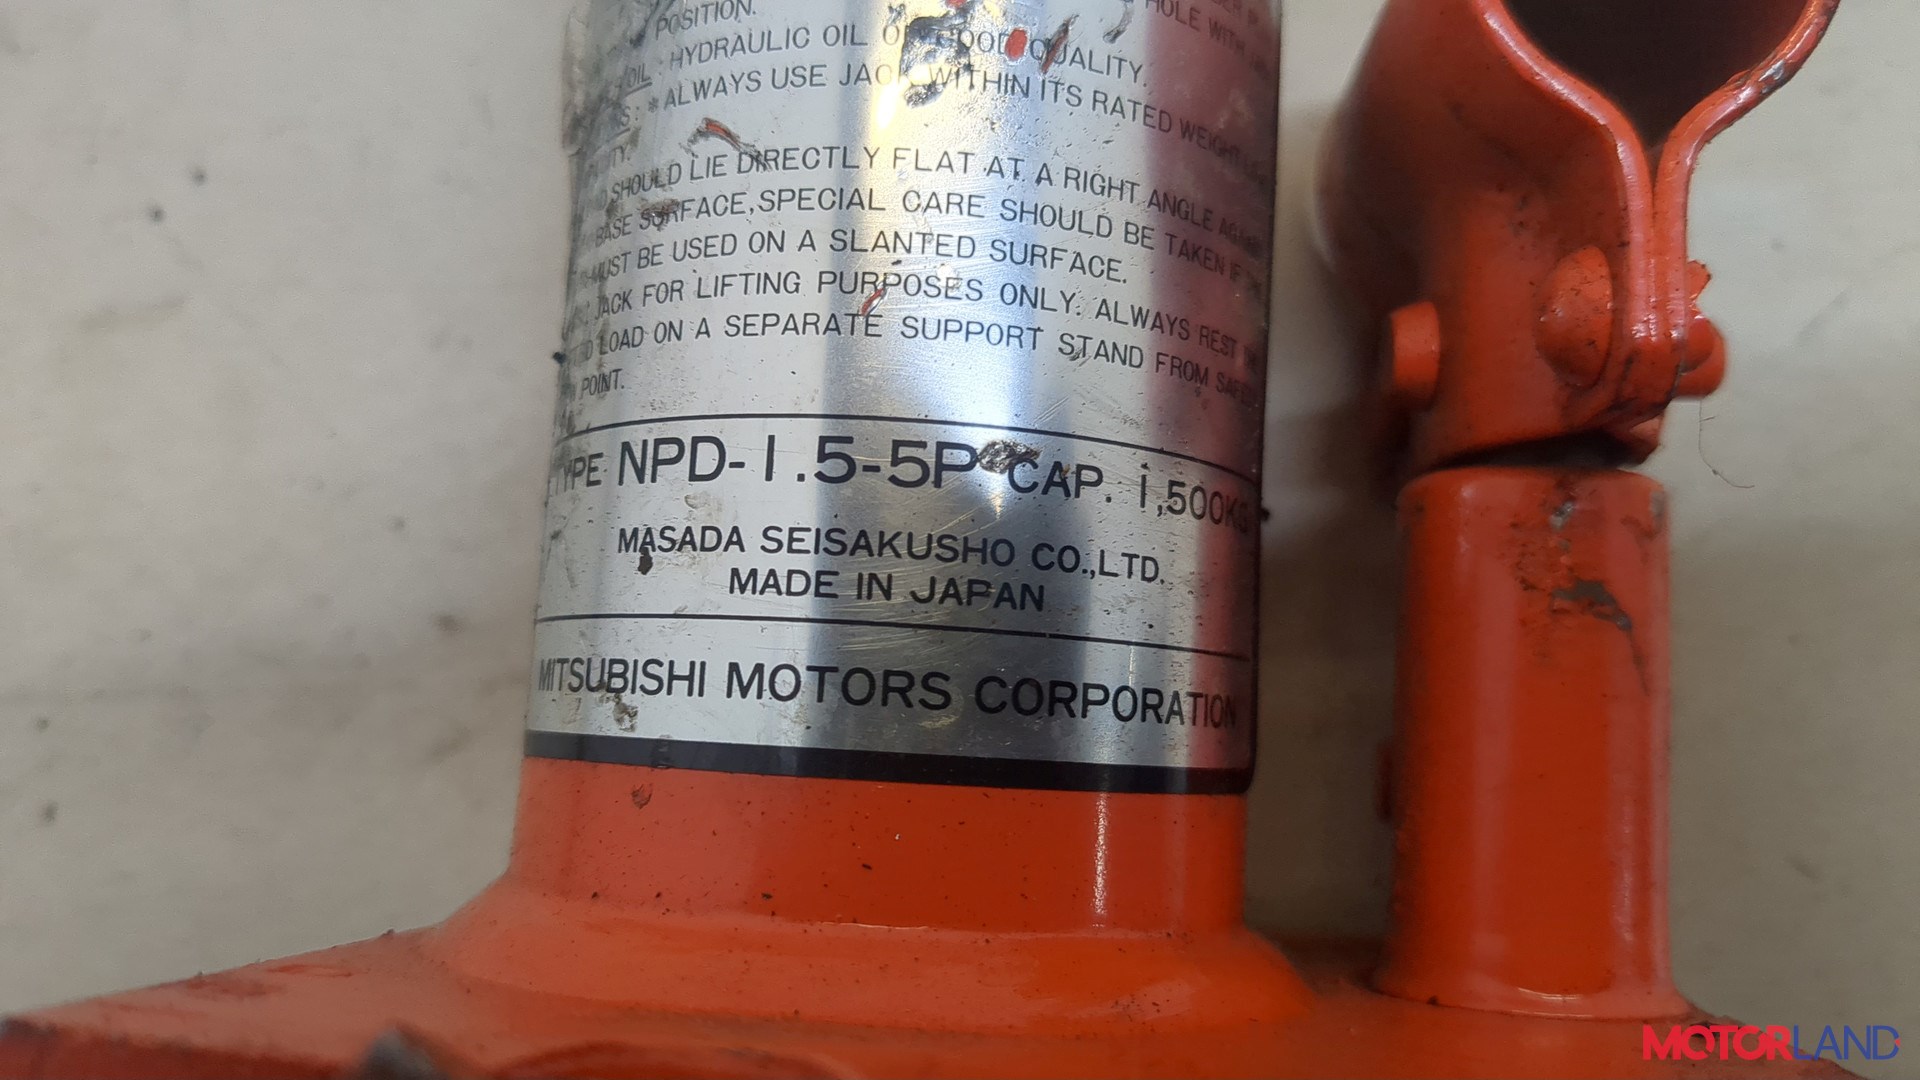 POSITION. HOLE WITH
OIL : HYDRAULIC OIL OF GOOD QUALITY.
: * ALWAYS USE JACK WITHIN ITS RATED WEIGHT
SHOULD LIE DIRECTLY FLAT AT A RIGHT ANGLE
BASE SURFACE, SPECIAL CARE SHOULD BE TAKEN IF
MUST BE USED ON A SLANTED SURFACE.
JACK FOR LIFTING PURPOSES ONLY. ALWAYS REST
LOAD ON A SEPARATE SUPPORT STAND FROM
POINT.
TYPE NPD-1.5-5P CAP. 1,500KG
MASADA SEISAKUSHO CO.,LTD.
MADE IN JAPAN
MITSUBISHI MOTORS CORPORATION
MOTORLAND